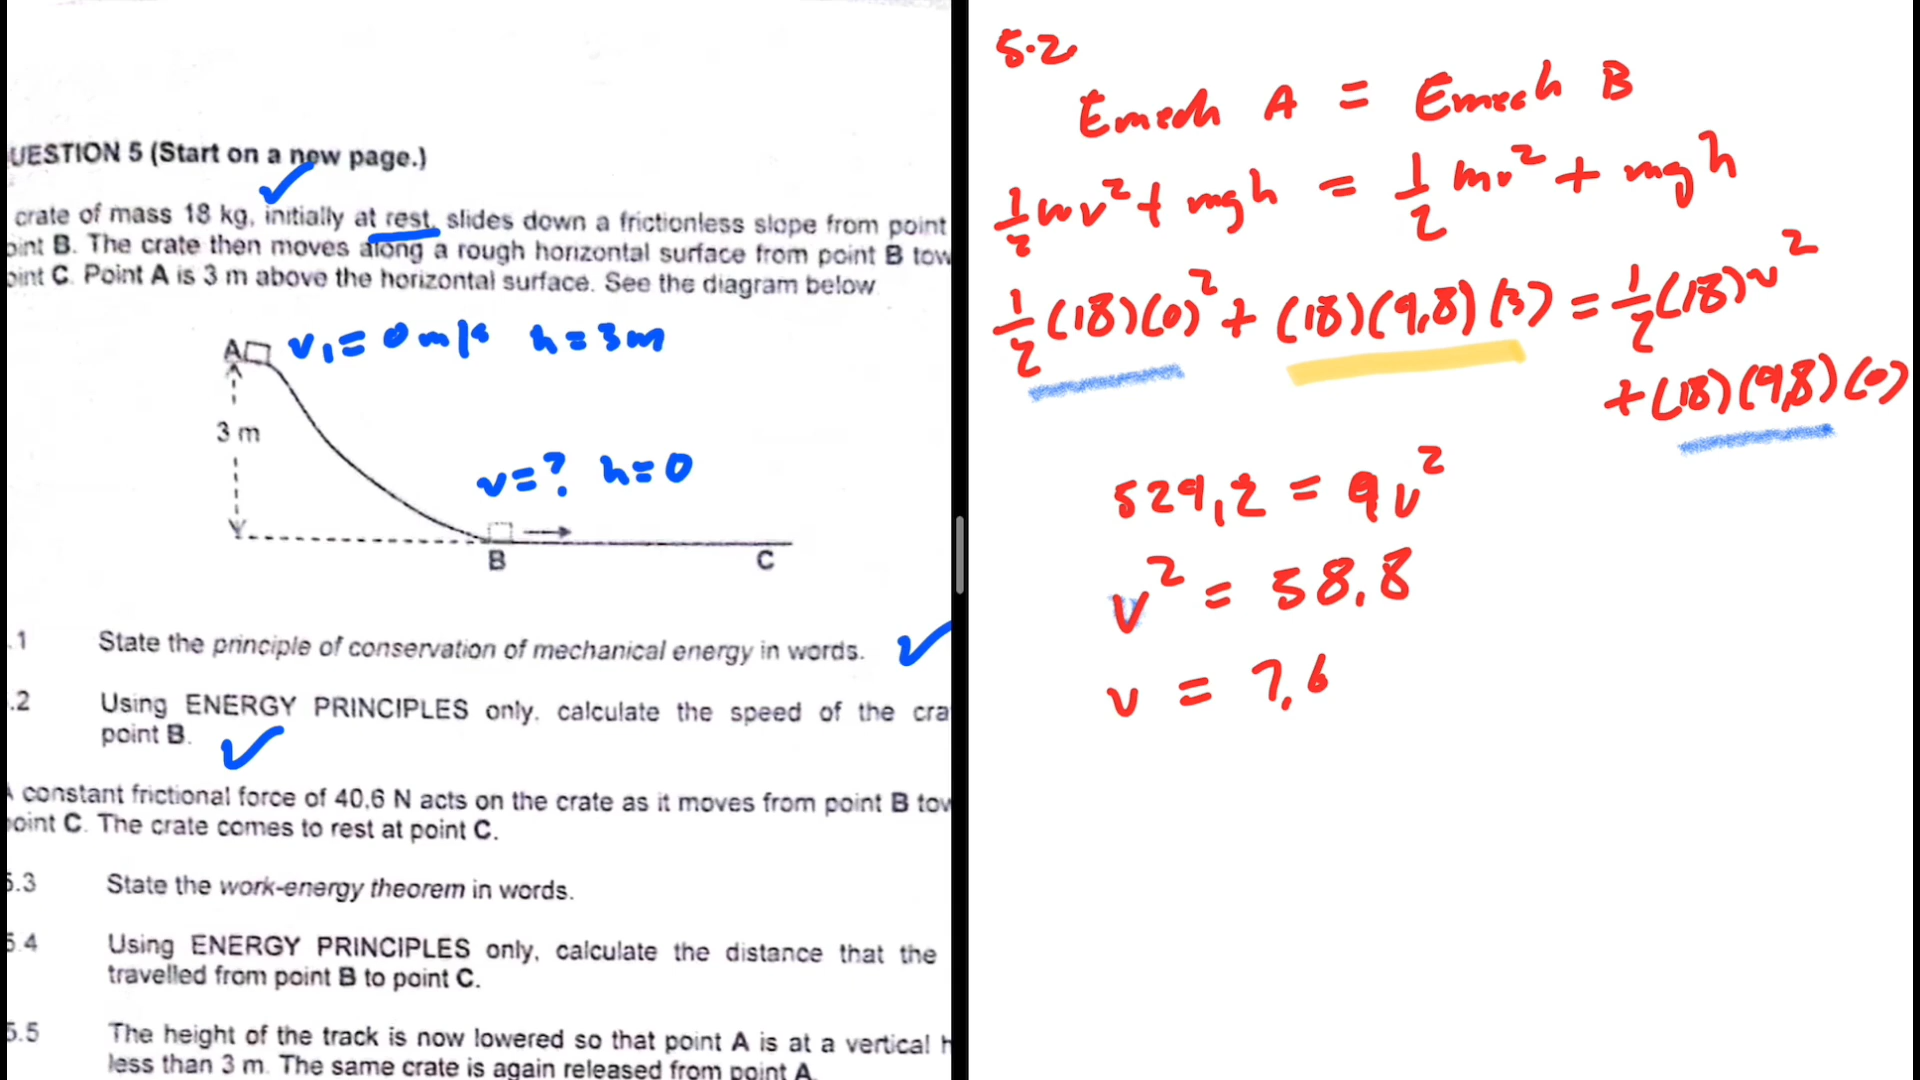 UESTION 5 (Start on a new page.)
crate of mass 18 kg, initially at rest, slides down a frictionless slope from point
oint B. The crate then moves along a rough horizontal surface from point B tow
oint C. Point A is 3 m above the horizontal surface. See the diagram below
A v₁ = 0 m/s h = 3m
3 m
v = ? h = 0
B C
.1 State the principle of conservation of mechanical energy in words.
.2 Using ENERGY PRINCIPLES only, calculate the speed of the cra
point B.
A constant frictional force of 40,6 N acts on the crate as it moves from point B tow
point C. The crate comes to rest at point C.
5.3 State the work-energy theorem in words.
5.4 Using ENERGY PRINCIPLES only, calculate the distance that the
travelled from point B to point C.
5.5 The height of the track is now lowered so that point A is at a vertical h
less than 3 m. The same crate is again released from point A.
5.2
Emech A = Emech B
½mv² + mgh = ½mv² + mgh
½(18)(0)² + (18)(9,8)(3) = ½(18)v²
+ (18)(9,8)(0)
529,2 = 9v²
v² = 58,8
v = 7,6